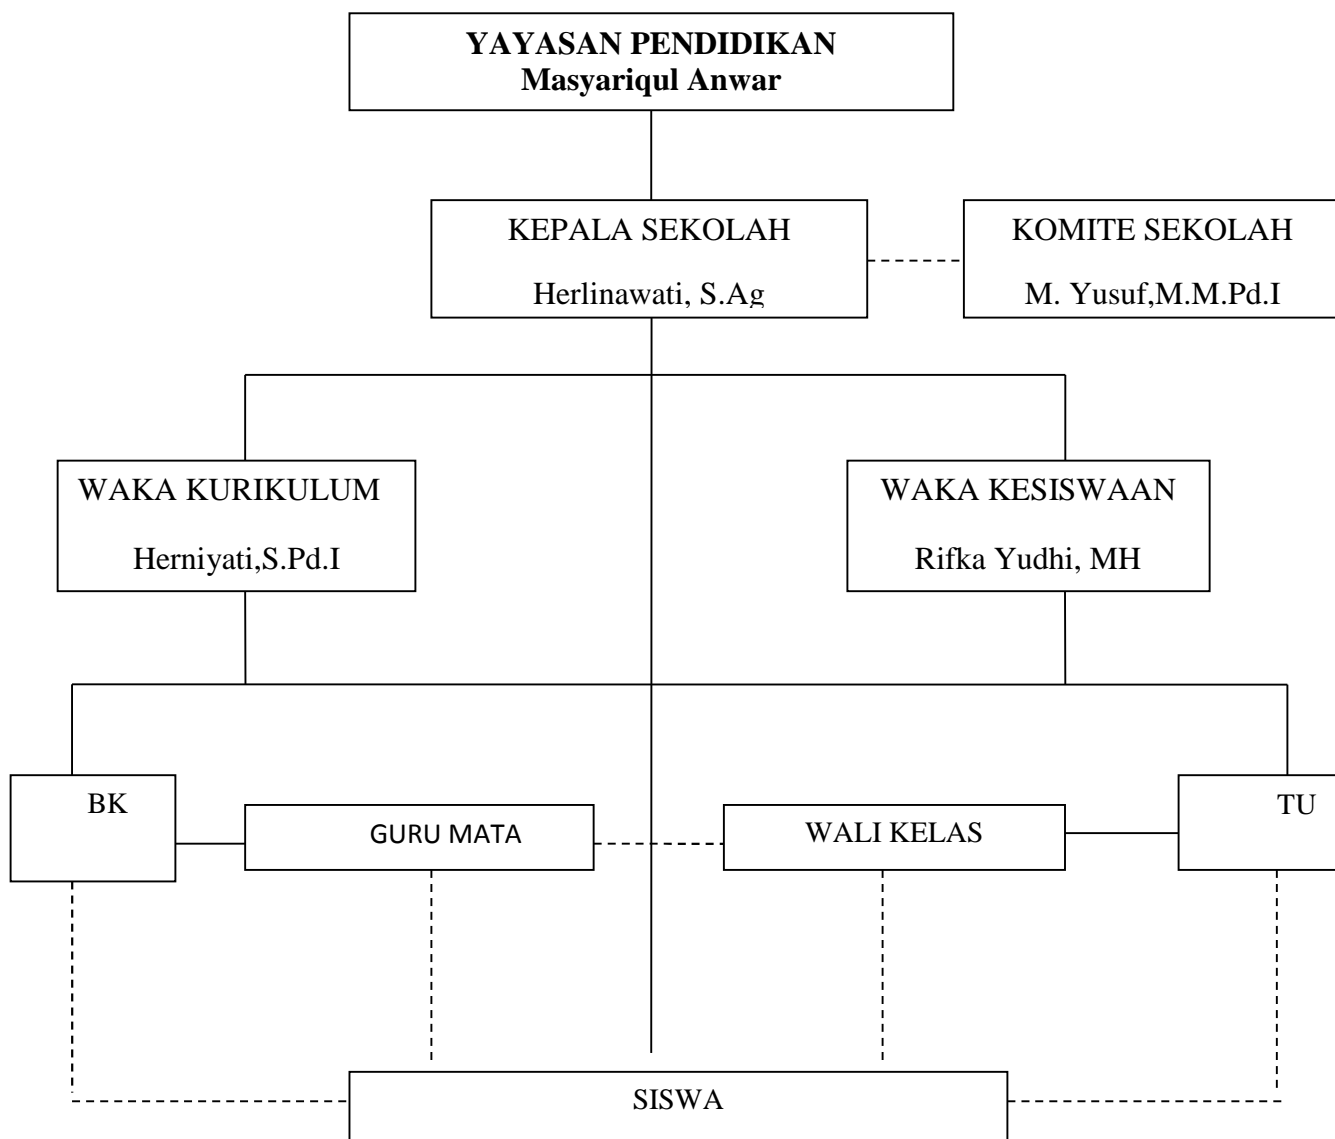 YAYASAN PENDIDIKAN
Masyariqul Anwar
KEPALA SEKOLAH
Herlinawati, S.Ag
KOMITE SEKOLAH
M. Yusuf,M.M.Pd.I
WAKA KURIKULUM
Herniyati,S.Pd.I
WAKA KESISWAAN
Rifka Yudhi, MH
BK
GURU MATA
WALI KELAS
TU
SISWA